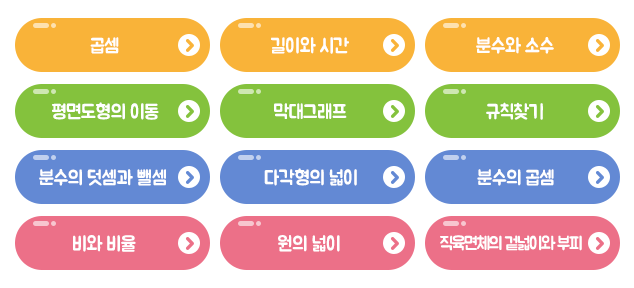 곱셈
길이와 시간
분수와 소수
평면도형의 이동
막대그래프
규칙찾기
분수의 덧셈과 뺄셈
다각형의 넓이
분수의 곱셈
비와 비율
원의 넓이
직육면체의 겉넓이와 부피